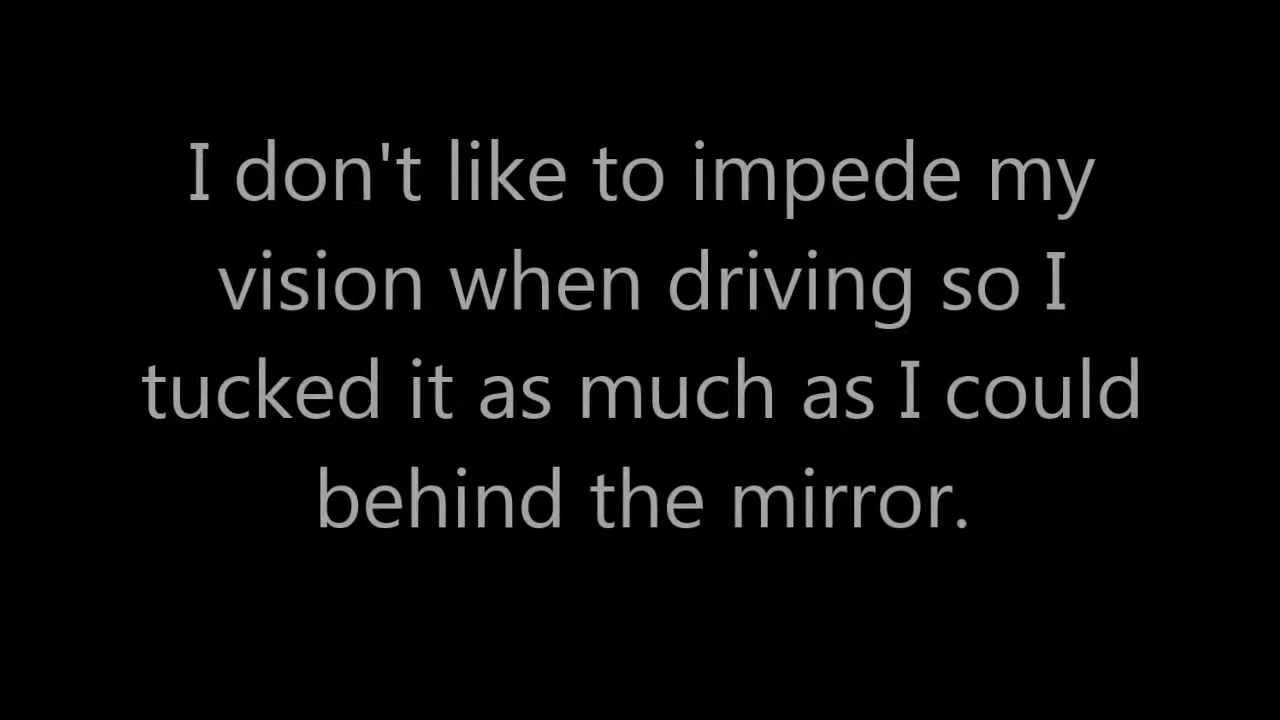 I don't like to impede my
vision when driving so I
tucked it as much as I could
behind the mirror.